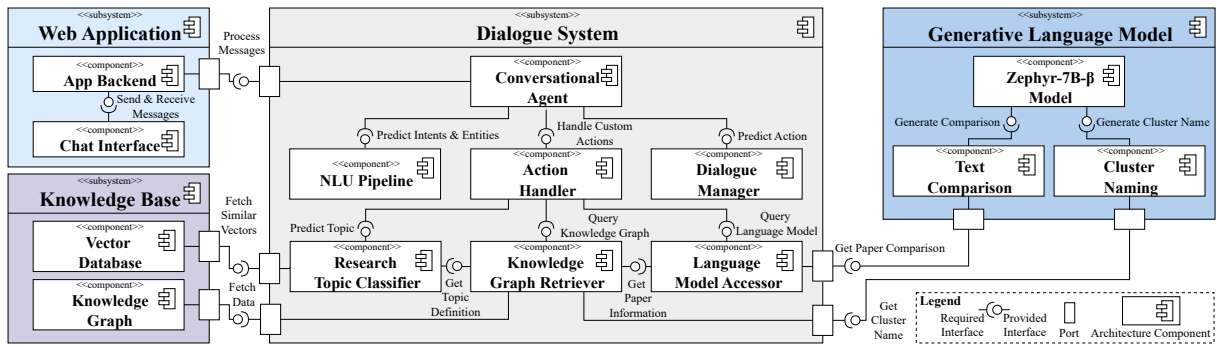 <<subsystem>>
Web Application
<<component>>
App Backend
Send & Receive
Messages
<<component>>
Chat Interface
<<subsystem>>
Knowledge Base
<<component>>
Vector
Database
<<component>>
Knowledge
Graph
Process
Messages
Fetch
Similar
Vectors
Fetch
Data
<<subsystem>>
Dialogue System
<<component>>
Conversational
Agent
Predict Intents & Entities
Handle Custom
Actions
Predict Action
<<component>>
NLU Pipeline
<<component>>
Action
Handler
<<component>>
Dialogue
Manager
Predict Topic
Query
Knowledge Graph
Query
Language Model
<<component>>
Research
Topic Classifier
Get
Topic
Definition
<<component>>
Knowledge
Graph Retriever
Get
Paper
Information
<<component>>
Language
Model Accessor
<<subsystem>>
Generative Language Model
<<component>>
Zephyr-7B-β
Model
Generate Comparison
Generate Cluster Name
<<component>>
Text
Comparison
<<component>>
Cluster
Naming
Get Paper Comparison
Get
Cluster
Name
Legend
Required
Interface
Provided
Interface
Port
Architecture Component